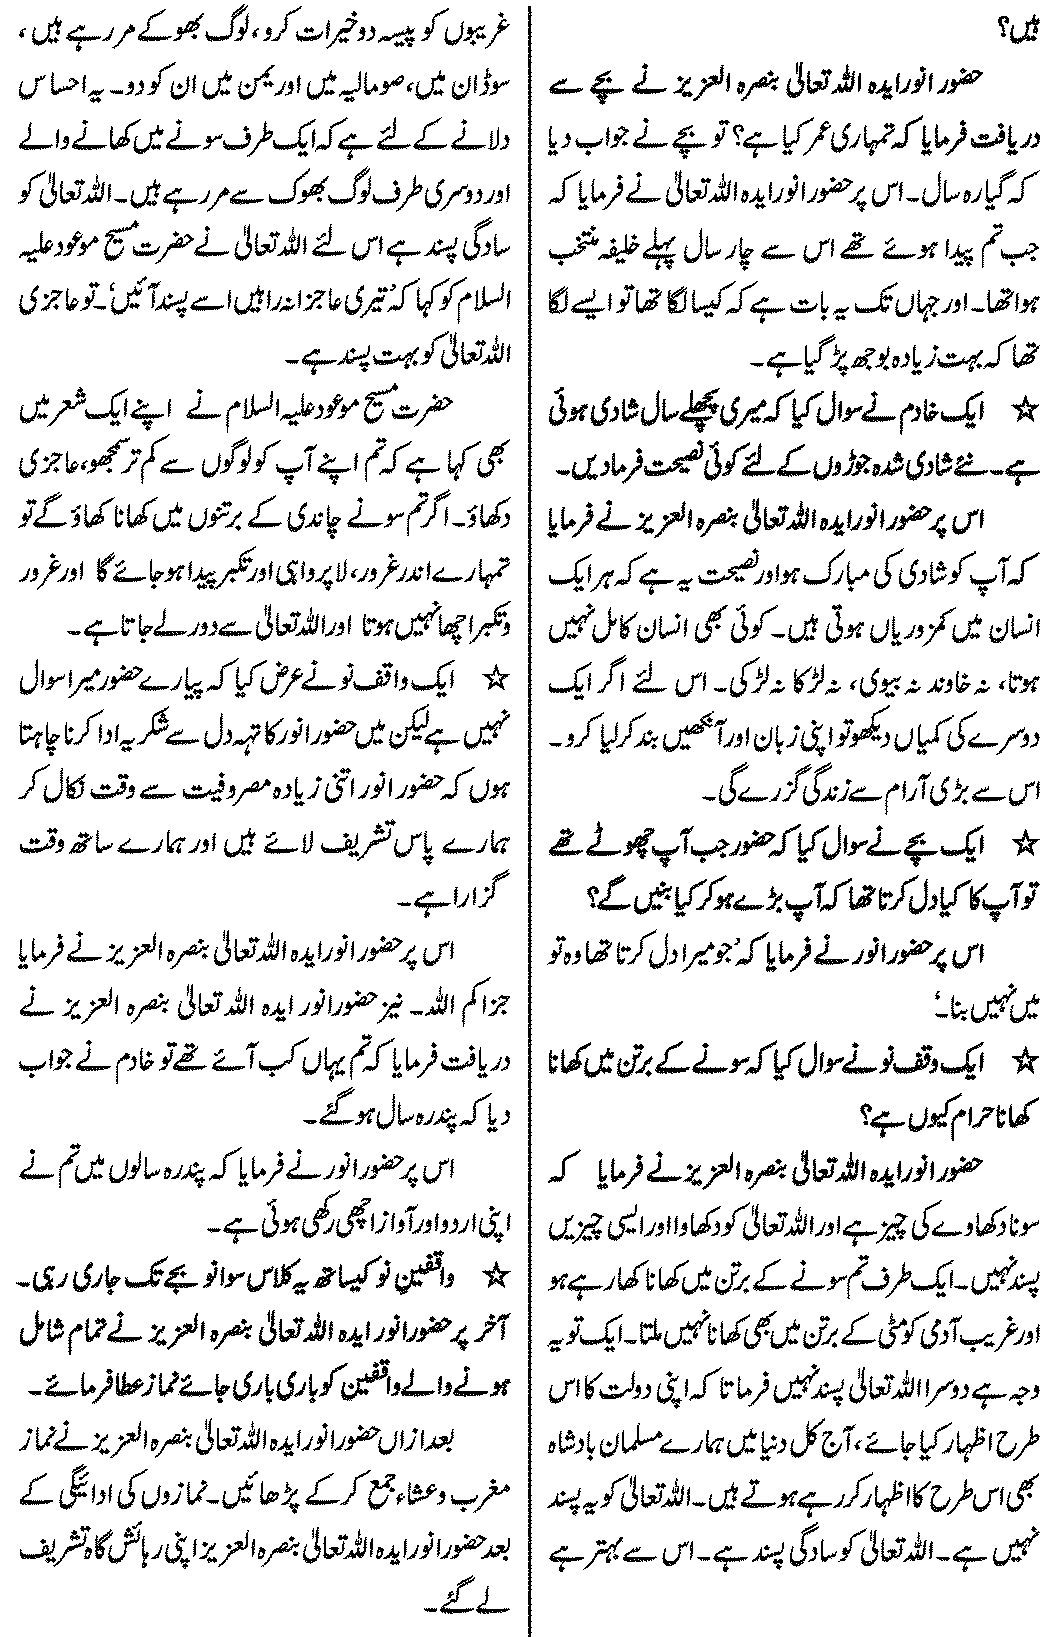 ہیں؟
حضور انور ایدہ اللہ تعالیٰ بنصرہ العزیز نے بچے سے
دریافت فرمایا کہ تمہاری عمر کیا ہے؟ تو بچے نے جواب دیا
کہ گیارہ سال۔ اس پر حضور انور ایدہ اللہ تعالیٰ نے فرمایا کہ
جب تم پیدا ہوئے تھے اس سے چار سال پہلے خلیفہ منتخب
ہوا تھا۔ اور جہاں تک یہ بات ہے کہ کیسا لگا تھا تو ایسے لگا
تھا کہ بہت زیادہ بوجھ پڑ گیا ہے۔
☆ ایک خادم نے سوال کیا کہ میری پچھلے سال شادی ہوئی
ہے۔ نئے شادی شدہ جوڑوں کے لئے کوئی نصیحت فرمادیں۔
اس پر حضور انور ایدہ اللہ تعالیٰ بنصرہ العزیز نے فرمایا
کہ آپ کو شادی کی مبارک ہو اور نصیحت یہ ہے کہ ہر ایک
انسان میں کمزوریاں ہوتی ہیں۔ کوئی بھی انسان کامل نہیں
ہوتا، نہ خاوند نہ بیوی، نہ لڑکا نہ لڑکی۔ اس لئے اگر ایک
دوسرے کی کمیاں دیکھو تو اپنی زبان اور آنکھیں بند کر لیا کرو۔
اس سے بڑی آرام سے زندگی گزرے گی۔
☆ ایک بچے نے سوال کیا کہ حضور جب آپ چھوٹے تھے
تو آپ کا کیا دل کرتا تھا کہ آپ بڑے ہو کر کیا بنیں گے؟
اس پر حضور انور نے فرمایا کہ ’جو میرا دل کرتا تھا وہ تو
میں نہیں بنا۔‘
☆ ایک وقف نو نے سوال کیا کہ سونے کے برتن میں کھانا
کھانا حرام کیوں ہے؟
حضور انور ایدہ اللہ تعالیٰ بنصرہ العزیز نے فرمایا کہ
سونا دکھاوے کی چیز ہے اور اللہ تعالیٰ کو دکھاوا اور ایسی چیزیں
پسند نہیں۔ ایک طرف تم سونے کے برتن میں کھانا کھا رہے ہو
اور غریب آدمی کو مٹی کے برتن میں بھی کھانا نہیں ملتا۔ ایک تو یہ
وجہ ہے دوسرا اللہ تعالیٰ پسند نہیں فرماتا کہ اپنی دولت کا اس
طرح اظہار کیا جائے، آج کل دنیا میں ہمارے مسلمان بادشاہ
بھی اس طرح کا اظہار کر رہے ہوتے ہیں۔ اللہ تعالیٰ کو یہ پسند
نہیں ہے۔ اللہ تعالیٰ کو سادگی پسند ہے۔ اس سے بہتر ہے
غریبوں کو پیسہ دو خیرات کرو، لوگ بھوکے مر رہے ہیں،
سوڈان میں، صومالیہ میں اور یمن میں ان کو دو۔ یہ احساس
دلانے کے لئے ہے کہ ایک طرف سونے میں کھانے والے
اور دوسری طرف لوگ بھوک سے مر رہے ہیں۔ اللہ تعالیٰ کو
سادگی پسند ہے اس لئے اللہ تعالیٰ نے حضرت مسیح موعود علیہ
السلام کو کہا کہ ’تیری عاجزانہ راہیں اسے پسند آئیں‘۔ تو عاجزی
اللہ تعالیٰ کو بہت پسند ہے۔
حضرت مسیح موعود علیہ السلام نے اپنے ایک شعر میں
بھی کہا ہے کہ تم اپنے آپ کو لوگوں سے کم تر سمجھو، عاجزی
دکھاؤ۔ اگر تم سونے چاندی کے برتنوں میں کھانا کھاؤ گے تو
تمہارے اندر غرور، لاپرواہی اور تکبر پیدا ہو جائے گا اور غرور
و تکبر اچھا نہیں ہوتا اور اللہ تعالیٰ سے دور لے جاتا ہے۔
☆ ایک واقف نو نے عرض کیا کہ پیارے حضور میرا سوال
نہیں ہے لیکن میں حضور انور کا تہہ دل سے شکریہ ادا کرنا چاہتا
ہوں کہ حضور انور اتنی زیادہ مصروفیت سے وقت نکال کر
ہمارے پاس تشریف لائے ہیں اور ہمارے ساتھ وقت
گزارا ہے۔
اس پر حضور انور ایدہ اللہ تعالیٰ بنصرہ العزیز نے فرمایا
جزاکم اللہ۔ نیز حضور انور ایدہ اللہ تعالیٰ بنصرہ العزیز نے
دریافت فرمایا کہ تم یہاں کب آئے تھے تو خادم نے جواب
دیا کہ پندرہ سال ہو گئے۔
اس پر حضور انور نے فرمایا کہ پندرہ سالوں میں تم نے
اپنی اردو اور آواز اچھی رکھی ہوئی ہے۔
☆ واقفین نو کیساتھ یہ کلاس سوا نو بجے تک جاری رہی۔
آخر پر حضور انور ایدہ اللہ تعالیٰ بنصرہ العزیز نے تمام شامل
ہونے والے واقفین کو باری باری جائے نماز عطا فرمائے۔
بعد ازاں حضور انور ایدہ اللہ تعالیٰ بنصرہ العزیز نے نماز
مغرب و عشاء جمع کر کے پڑھائیں۔ نمازوں کی ادائیگی کے
بعد حضور انور ایدہ اللہ تعالیٰ بنصرہ العزیز اپنی رہائش گاہ تشریف
لے گئے۔